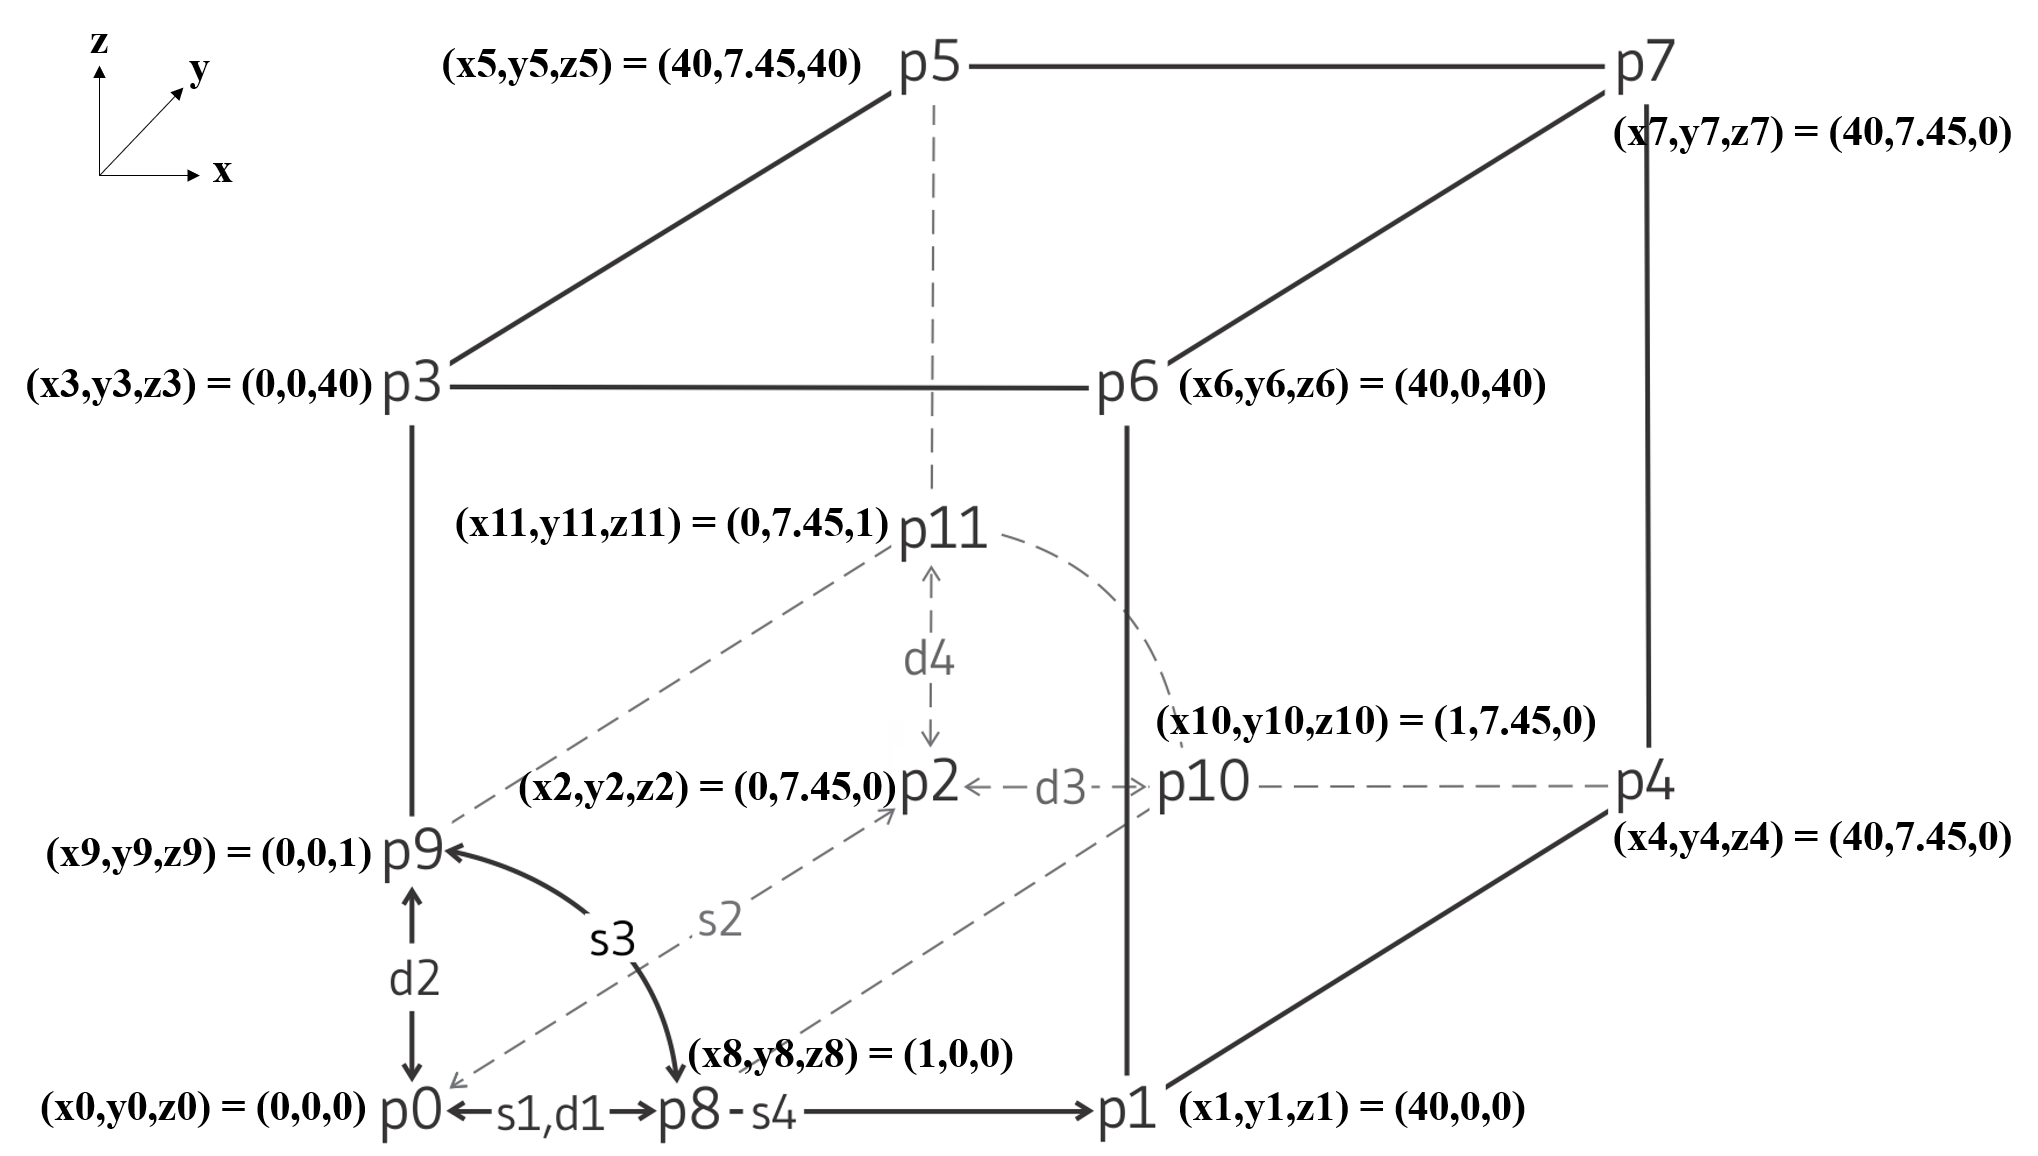 z
y
x
(x5,y5,z5) = (40,7.45,40) p5
p7
(x7,y7,z7) = (40,7.45,0)
(x3,y3,z3) = (0,0,40) p3
p6 (x6,y6,z6) = (40,0,40)
(x11,y11,z11) = (0,7.45,1) p11
d4
(x10,y10,z10) = (1,7.45,0)
(x2,y2,z2) = (0,7.45,0) p2 d3 p10 p4
(x4,y4,z4) = (40,7.45,0)
(x9,y9,z9) = (0,0,1) p9
s2
s3
d2
(x8,y8,z8) = (1,0,0)
(x0,y0,z0) = (0,0,0) p0 s1,d1 p8 s4 p1 (x1,y1,z1) = (40,0,0)